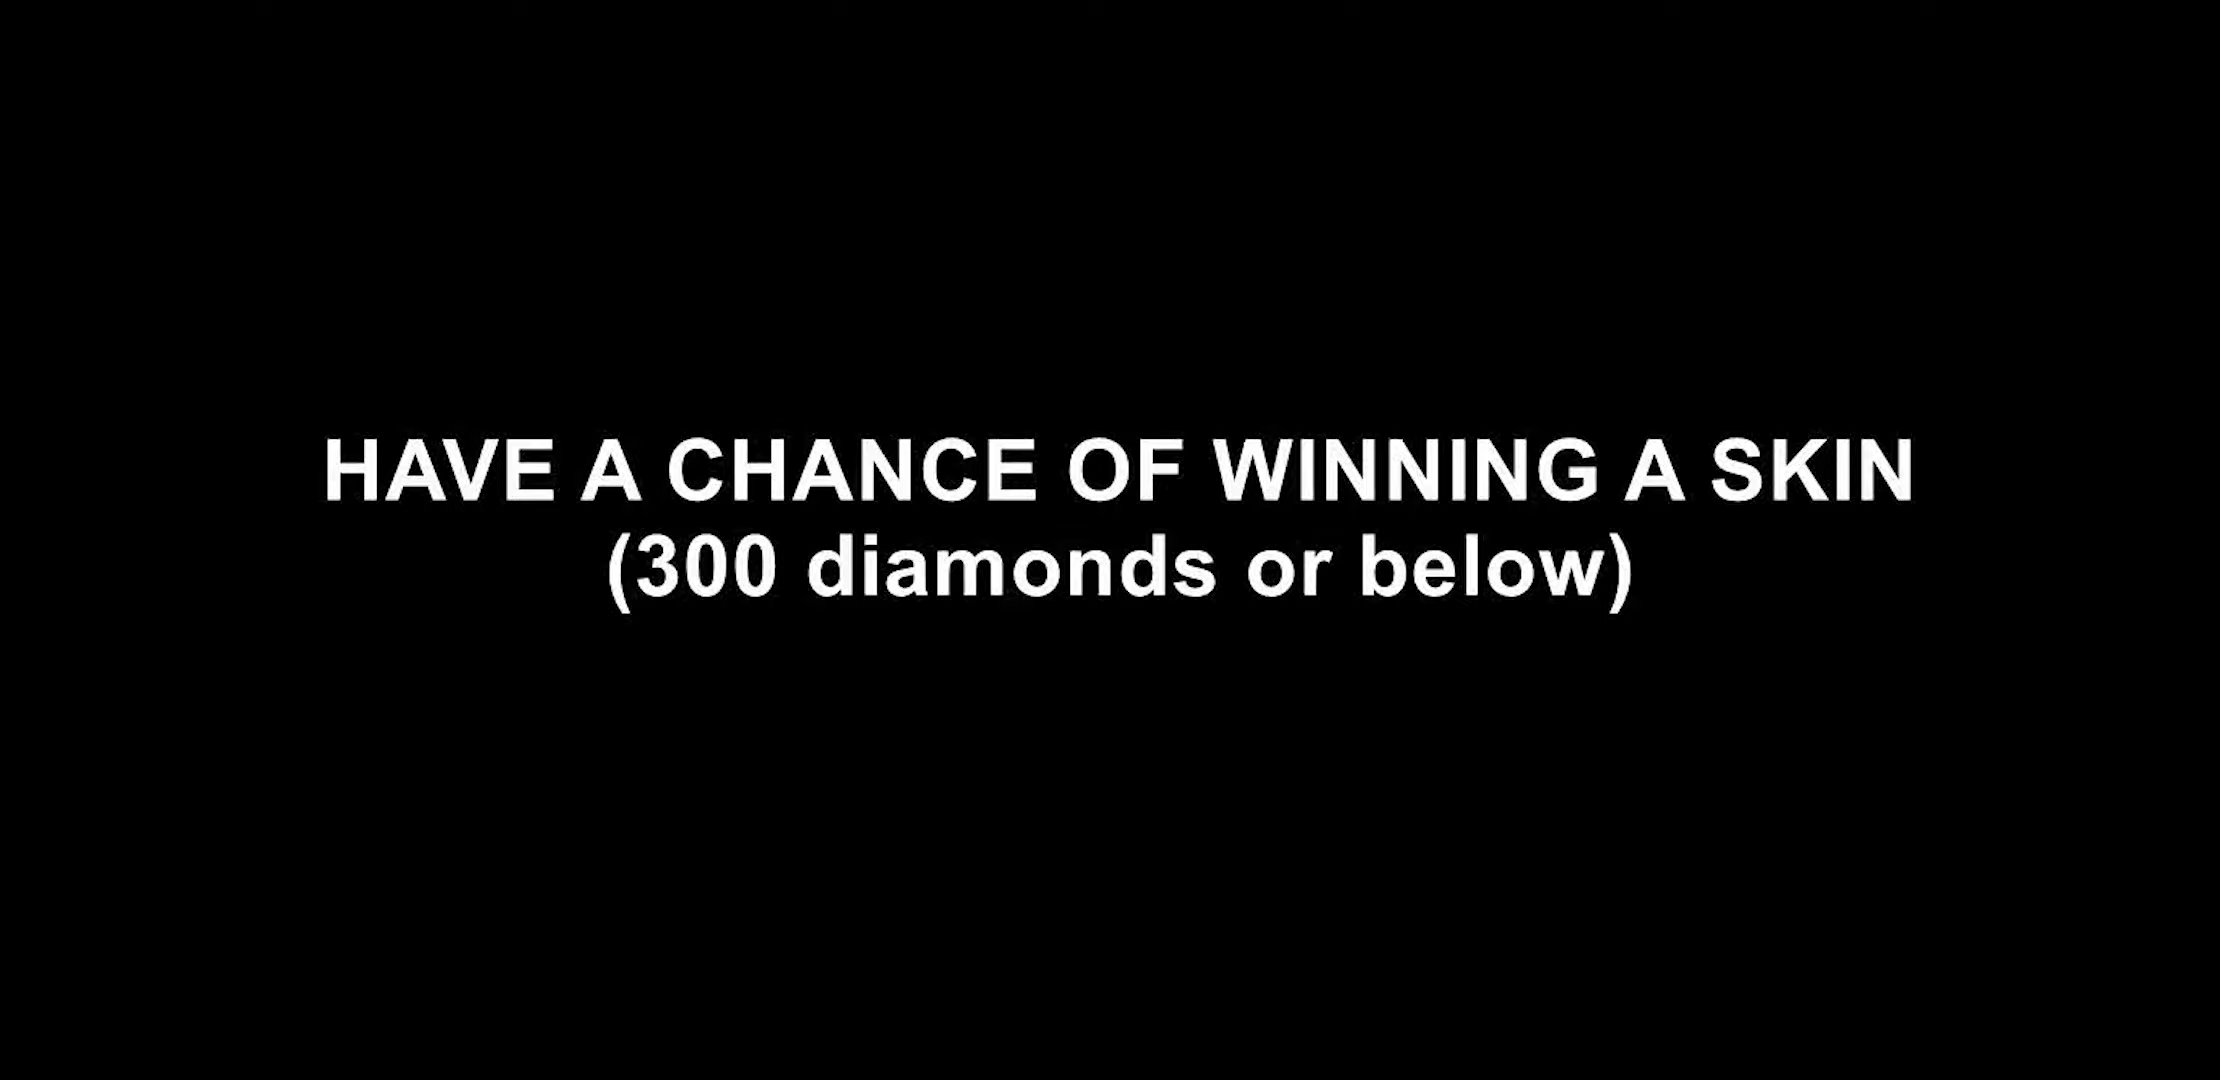 HAVE A CHANCE OF WINNING A SKIN
(300 diamonds or below)